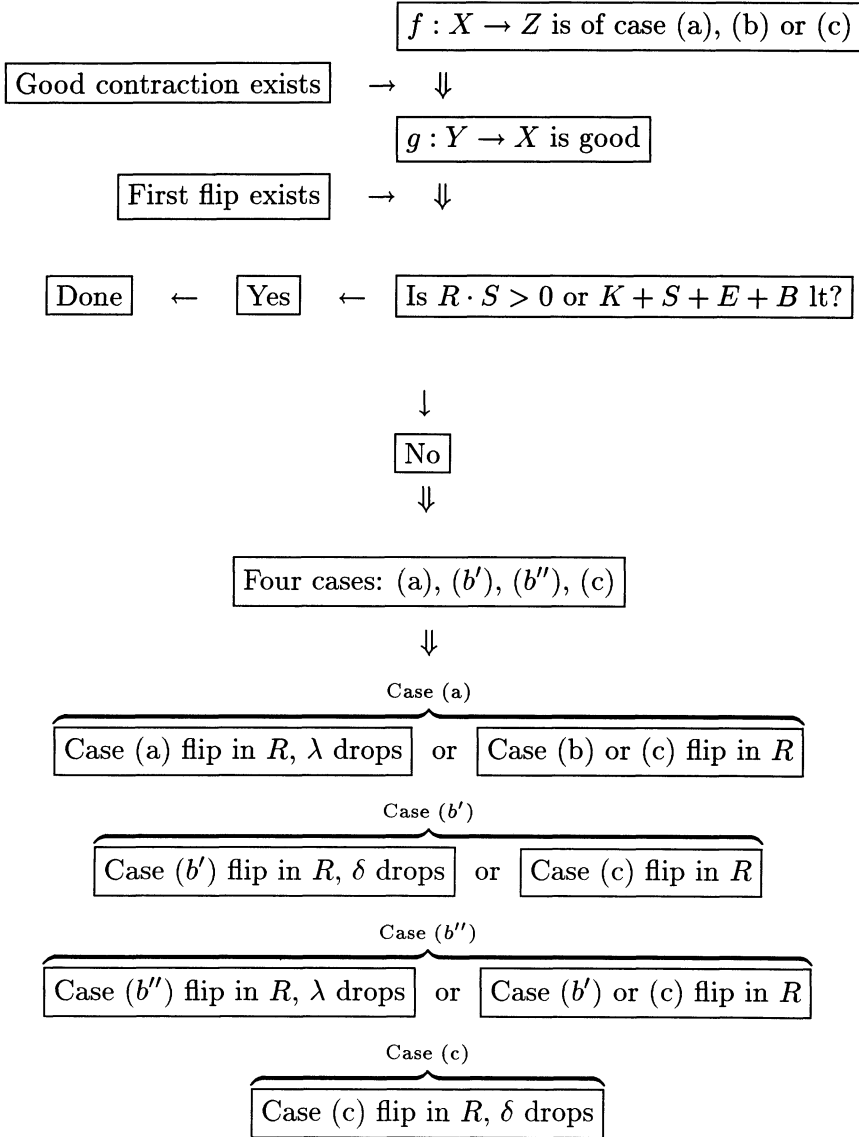 f : X → Z is of case (a), (b) or (c)
Good contraction exists → ⇓
g : Y → X is good
First flip exists → ⇓
Done ← Yes ← Is R · S > 0 or K + S + E + B lt?
↓
No
⇓
Four cases: (a), (b′), (b″), (c)
⇓
Case (a)
Case (a) flip in R, λ drops or Case (b) or (c) flip in R
Case (b′)
Case (b′) flip in R, δ drops or Case (c) flip in R
Case (b″)
Case (b″) flip in R, λ drops or Case (b′) or (c) flip in R
Case (c)
Case (c) flip in R, δ drops